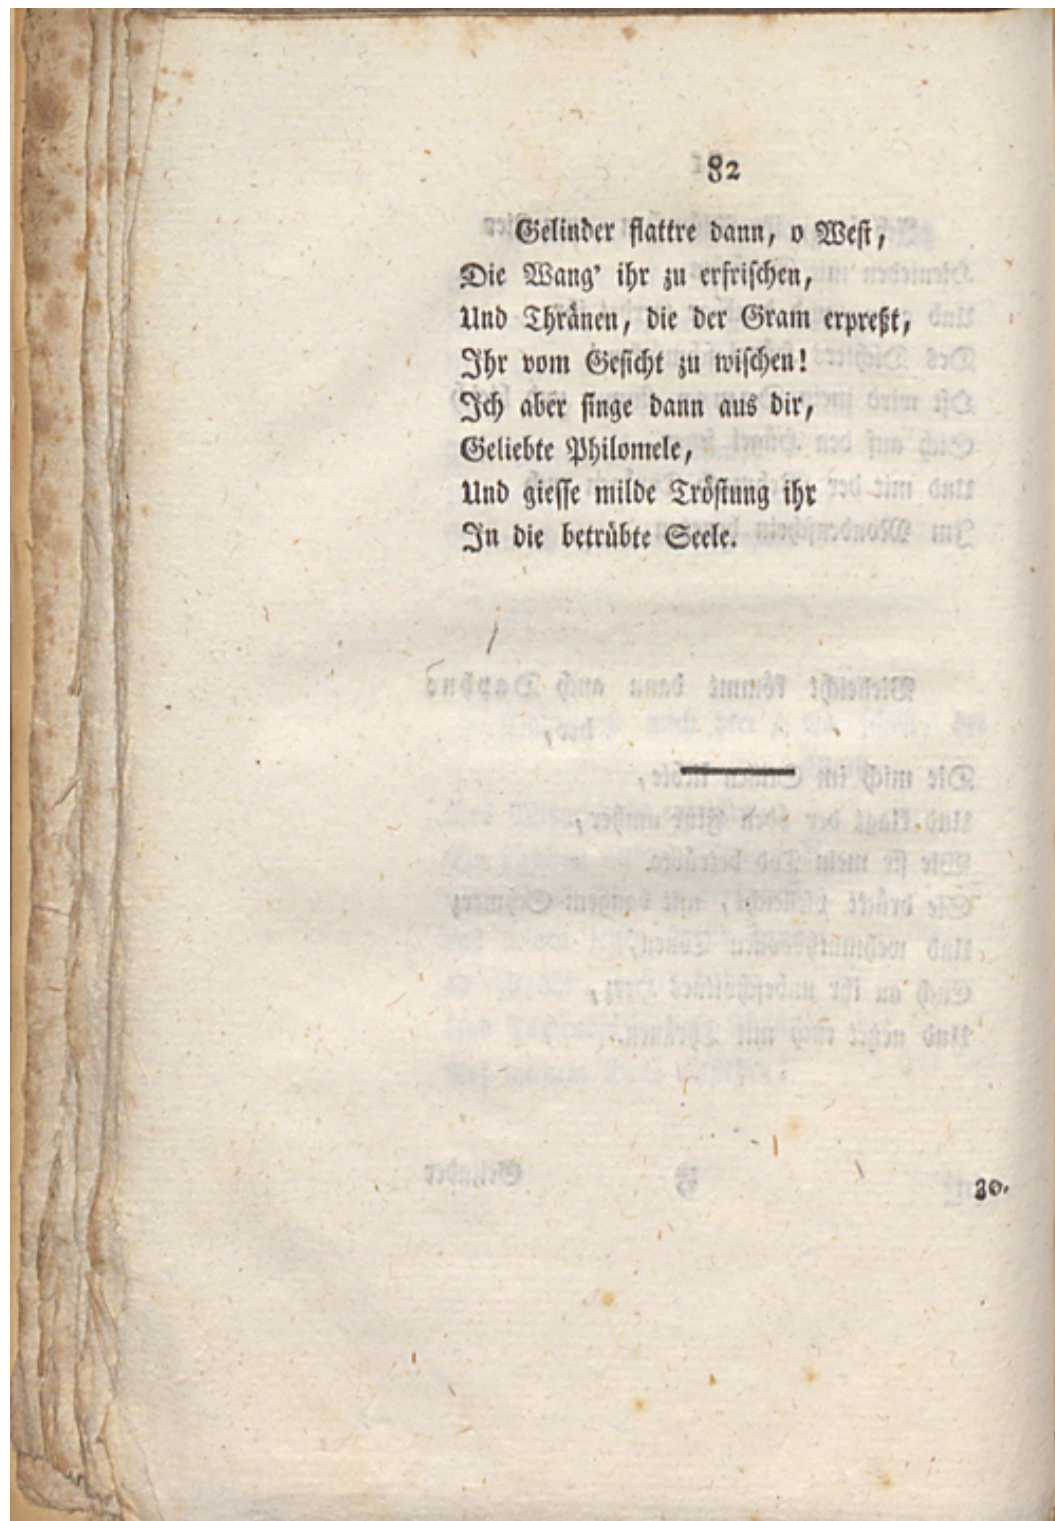 82
Gelinder flattre dann, o West,
Die Wang' ihr zu erfrischen,
Und Thränen, die der Gram erpreßt,
Ihr vom Gesicht zu wischen!
Ich aber singe dann aus dir,
Geliebte Philomele,
Und giesse milde Tröstung ihr
In die betrübte Seele.
30.